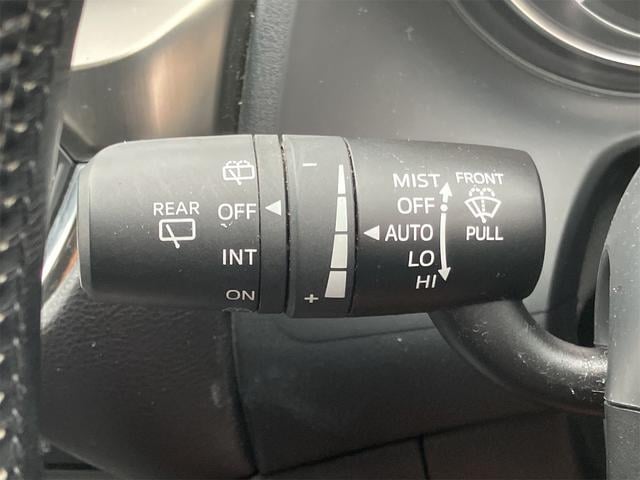 REAR
OFF
INT
ON
−
+
MIST
OFF
AUTO
LO
HI
FRONT
PULL